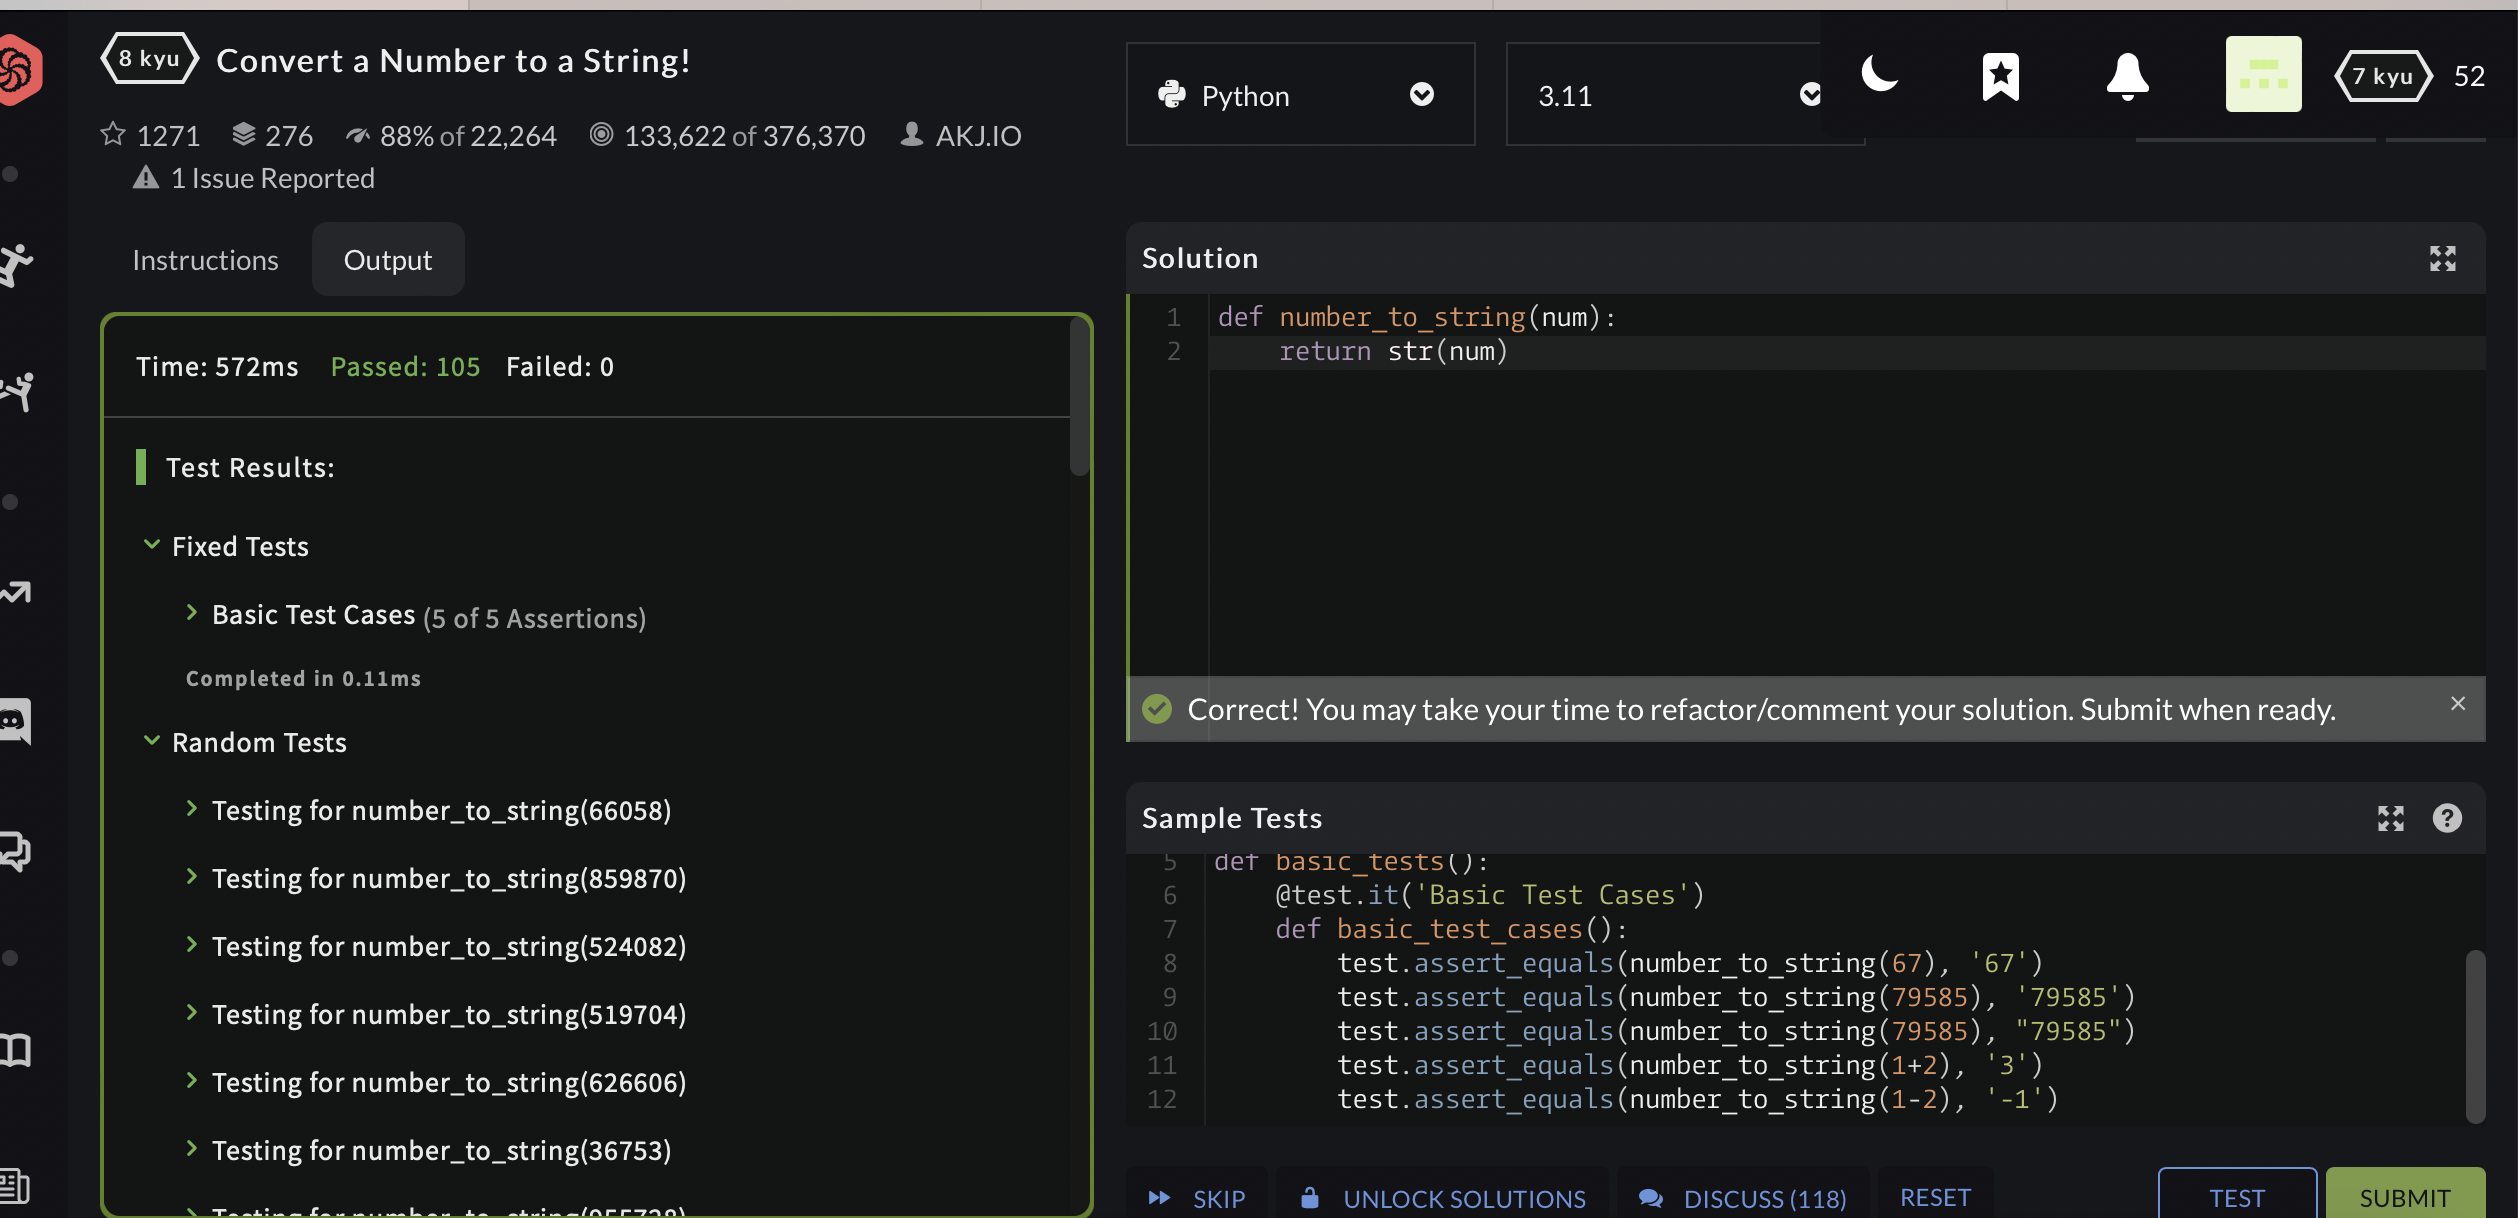 8 kyu Convert a Number to a String!
1271 276 88% of 22,264 133,622 of 376,370 AKJ.IO
1 Issue Reported
Python
3.11
7 kyu 52
Instructions Output
Time: 572ms Passed: 105 Failed: 0
Test Results:
Fixed Tests
Basic Test Cases (5 of 5 Assertions)
Completed in 0.11ms
Random Tests
Testing for number_to_string(66058)
Testing for number_to_string(859870)
Testing for number_to_string(524082)
Testing for number_to_string(519704)
Testing for number_to_string(626606)
Testing for number_to_string(36753)
Testing for
Solution
1 def number_to_string(num):
2 return str(num)
Correct! You may take your time to refactor/comment your solution. Submit when ready.
Sample Tests
5 def basic_tests():
6 @test.it('Basic Test Cases')
7 def basic_test_cases():
8 test.assert_equals(number_to_string(67), '67')
9 test.assert_equals(number_to_string(79585), '79585')
10 test.assert_equals(number_to_string(79585), "79585")
11 test.assert_equals(number_to_string(1+2), '3')
12 test.assert_equals(number_to_string(1-2), '-1')
SKIP UNLOCK SOLUTIONS DISCUSS (118) RESET TEST SUBMIT